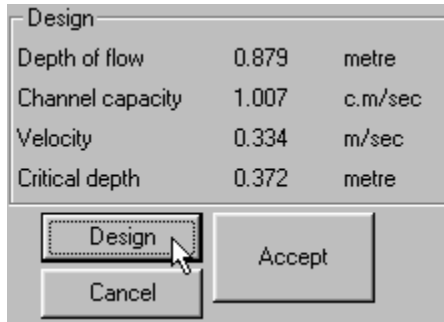 Design
Depth of flow 0.879 metre
Channel capacity 1.007 c.m/sec
Velocity 0.334 m/sec
Critical depth 0.372 metre
Design
Accept
Cancel